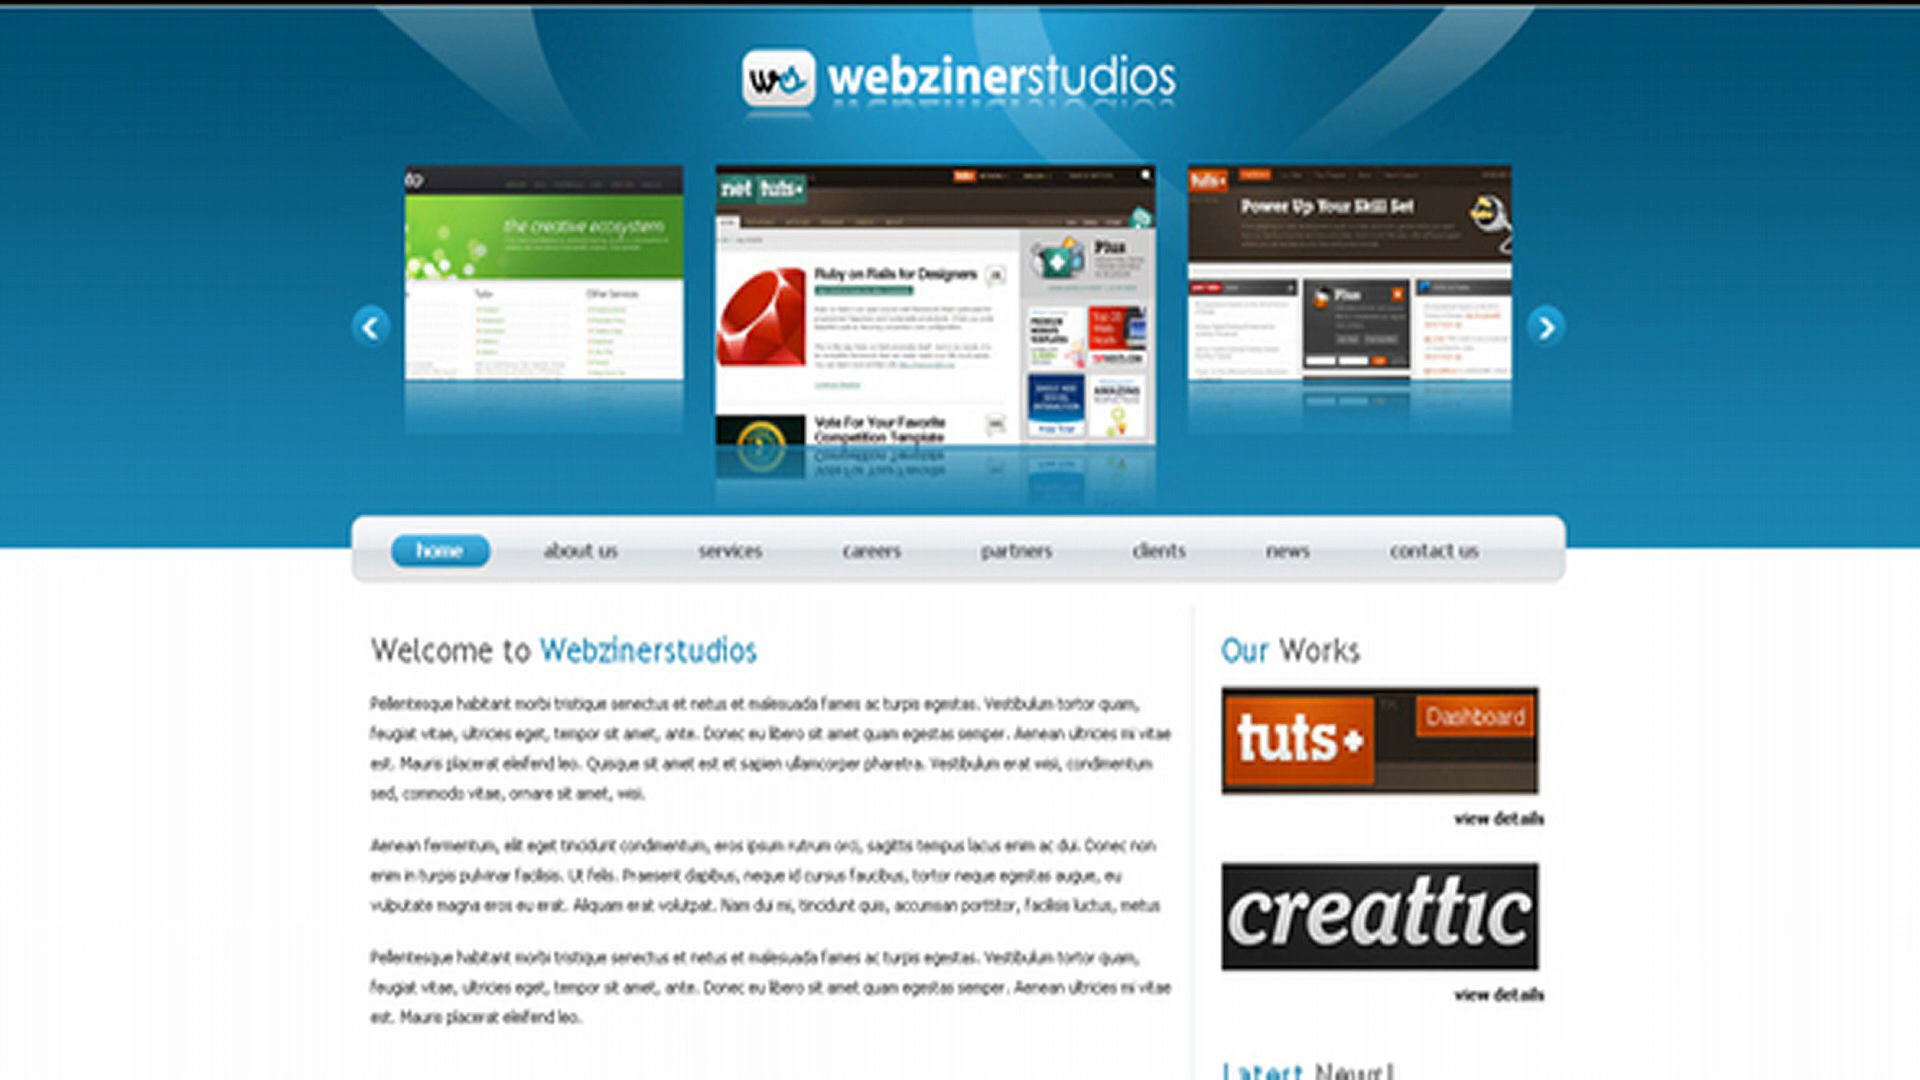 ws webzinerstudios
the creative ecosystem
Tuts+
Other Services
net tuts+
Ruby on Rails for Designers
Plus
Vote For Your Favorite
Competition Template
tuts+
Power Up Your Skill Set
Plus
home about us services careers partners clients news contact us
Welcome to Webzinerstudios
Pellentesque habitant morbi tristique senectus et netus et malesuada fames ac turpis egestas. Vestibulum tortor quam,
feugiat vitae, ultricies eget, tempor sit amet, ante. Donec eu libero sit amet quam egestas semper. Aenean ultricies mi vitae
est. Mauris placerat eleifend leo. Quisque sit amet est et sapien ullamcorper pharetra. Vestibulum erat wisi, condimentum
sed, commodo vitae, ornare sit amet, wisi.
Aenean fermentum, elit eget tincidunt condimentum, eros ipsum rutrum orci, sagittis tempus lacus enim ac dui. Donec non
enim in turpis pulvinar facilisis. Ut felis. Praesent dapibus, neque id cursus faucibus, tortor neque egestas augue, eu
vulputate magna eros eu erat. Aliquam erat volutpat. Nam dui mi, tincidunt quis, accumsan porttitor, facilisis luctus, metus
Pellentesque habitant morbi tristique senectus et netus et malesuada fames ac turpis egestas. Vestibulum tortor quam,
feugiat vitae, ultricies eget, tempor sit amet, ante. Donec eu libero sit amet quam egestas semper. Aenean ultricies mi vitae
est. Mauris placerat eleifend leo.
Our Works
tuts+ TM Dashboard
view details
creattic
view details
Latest News!